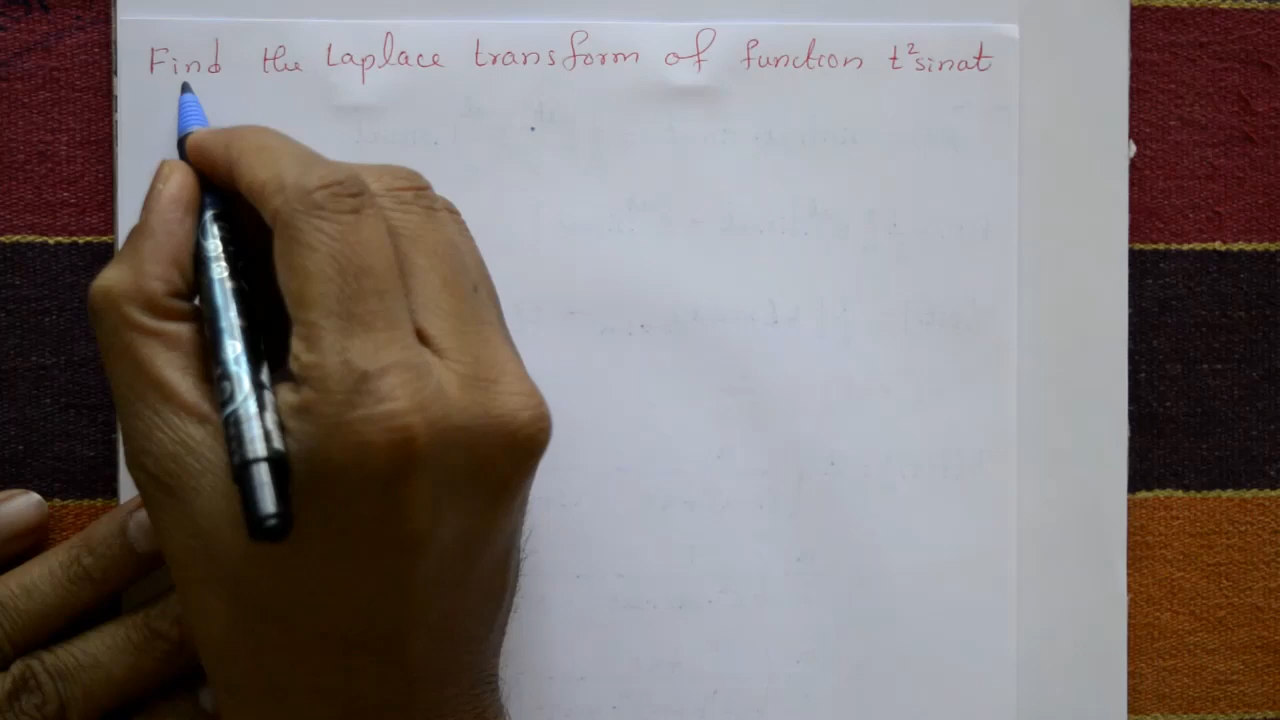 Find the Laplace transform of function t²sinat